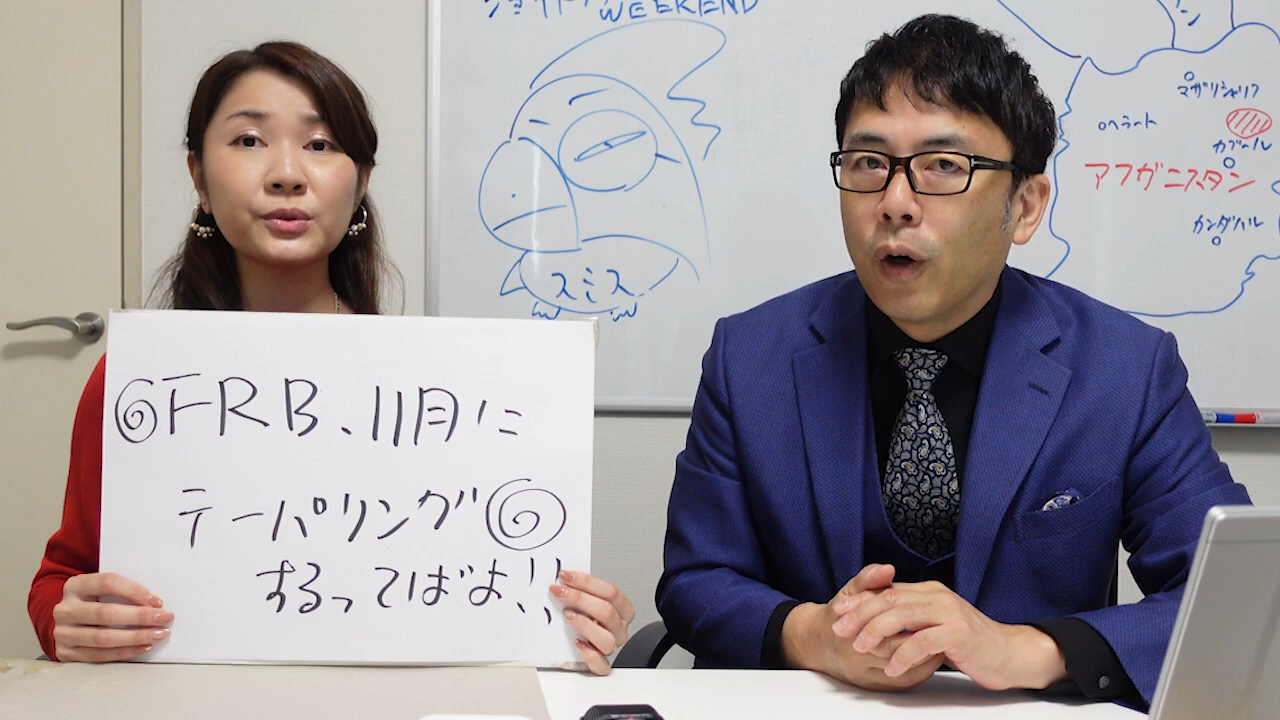 WEEKEND
スミス
マザリシャリフ
ヘラート
カブール
アフガニスタン
カンダハル
FRB、11月に
テーパリング
するってばよ!!